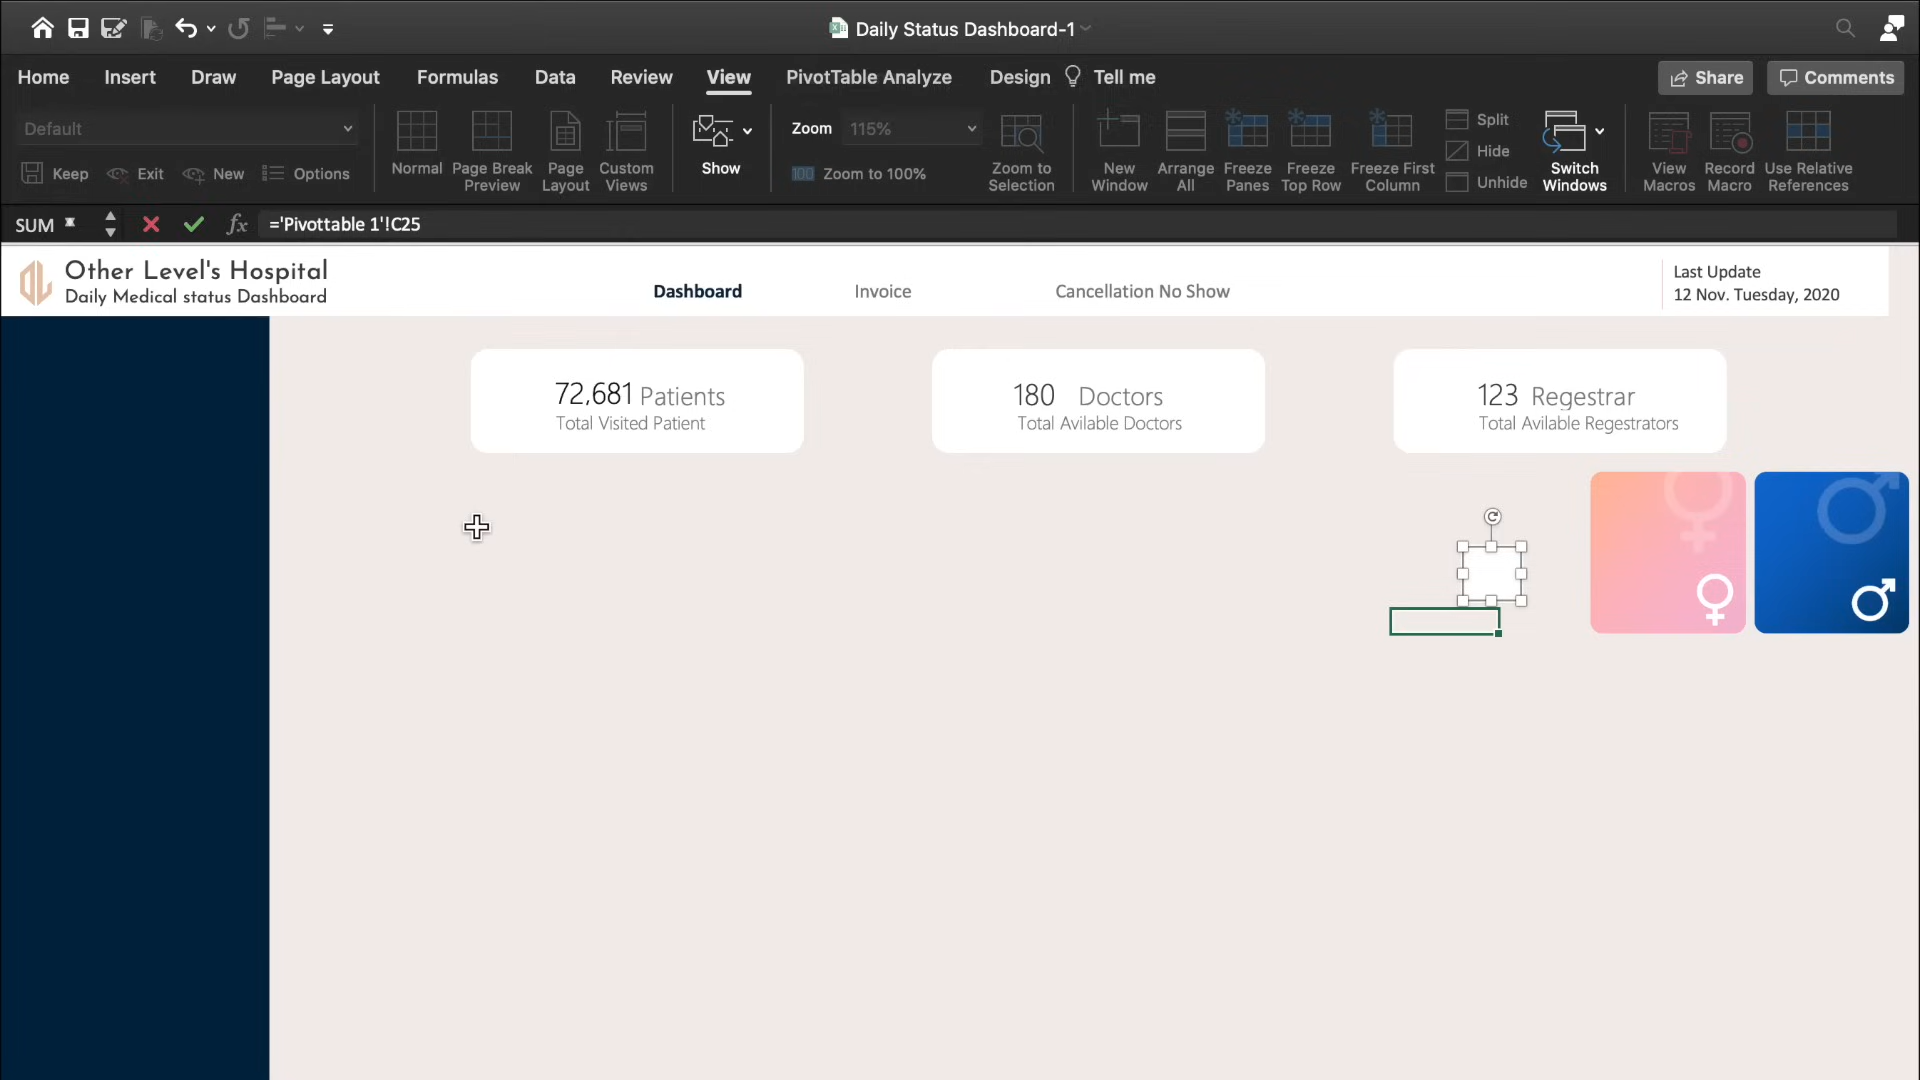 Daily Status Dashboard-1
Home Insert Draw Page Layout Formulas Data Review View PivotTable Analyze Design Tell me Share Comments
Default
Keep Exit New Options
Normal
Page Break Preview
Page Layout
Custom Views
Show
Zoom 115%
100 Zoom to 100%
Zoom to Selection
New Window
Arrange All
Freeze Panes
Freeze Top Row
Freeze First Column
Split
Hide
Unhide
Switch Windows
View Macros
Record Macro
Use Relative References
SUM fx ='Pivottable 1'!C25
Other Level's Hospital
Daily Medical status Dashboard
Dashboard Invoice Cancellation No Show
Last Update
12 Nov. Tuesday, 2020
72,681 Patients
Total Visited Patient
180 Doctors
Total Avilable Doctors
123 Regestrar
Total Avilable Regestrators